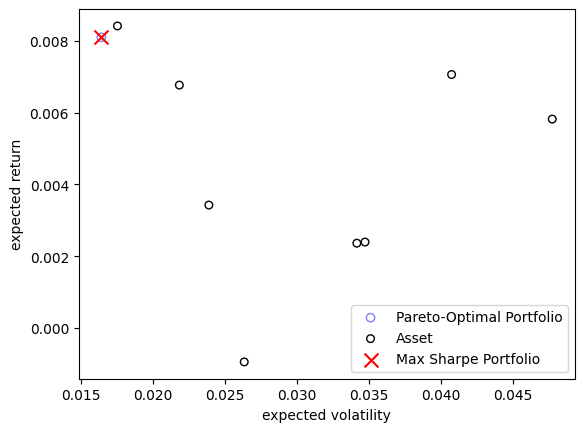 expected return
0.008
0.006
0.004
0.002
0.000
0.015 0.020 0.025 0.030 0.035 0.040 0.045
expected volatility
Pareto-Optimal Portfolio
Asset
Max Sharpe Portfolio